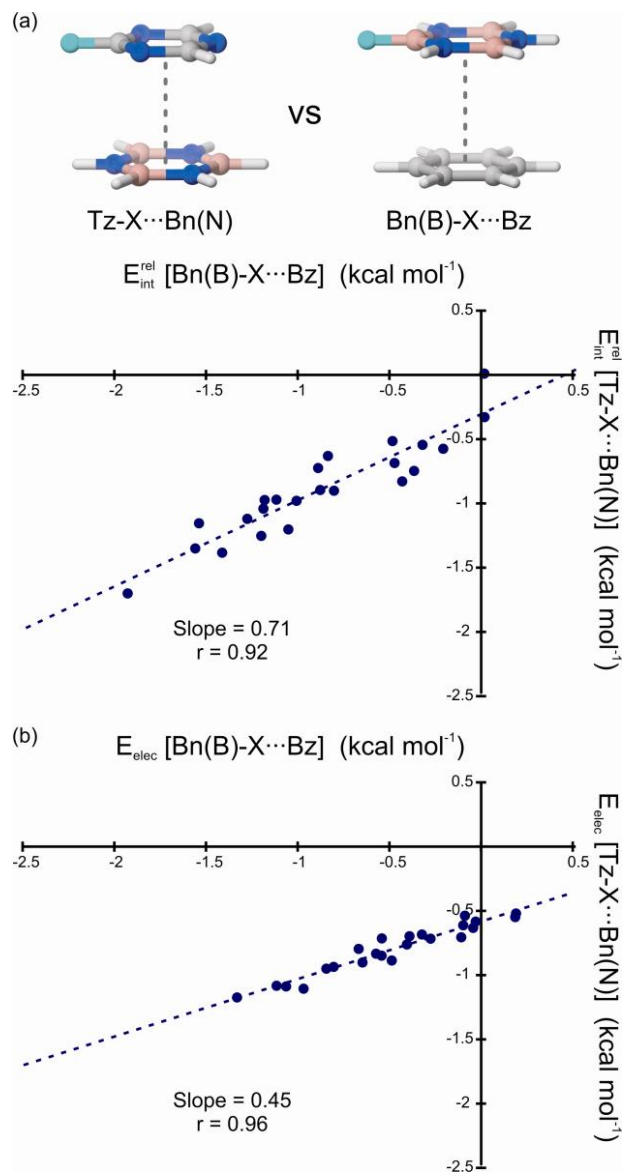 (a)
vs
Tz-X···Bn(N)
Bn(B)-X···Bz
E_int^rel [Bn(B)-X···Bz] (kcal mol⁻¹)
0.5
-2.5 -2 -1.5 -1 -0.5 0.5
-0.5
-1
-1.5
-2
-2.5
E_int^rel [Tz-X···Bn(N)] (kcal mol⁻¹)
Slope = 0.71
r = 0.92
(b)
E_elec [Bn(B)-X···Bz] (kcal mol⁻¹)
0.5
-2.5 -2 -1.5 -1 -0.5 0.5
-0.5
-1
-1.5
-2
-2.5
E_elec [Tz-X···Bn(N)] (kcal mol⁻¹)
Slope = 0.45
r = 0.96